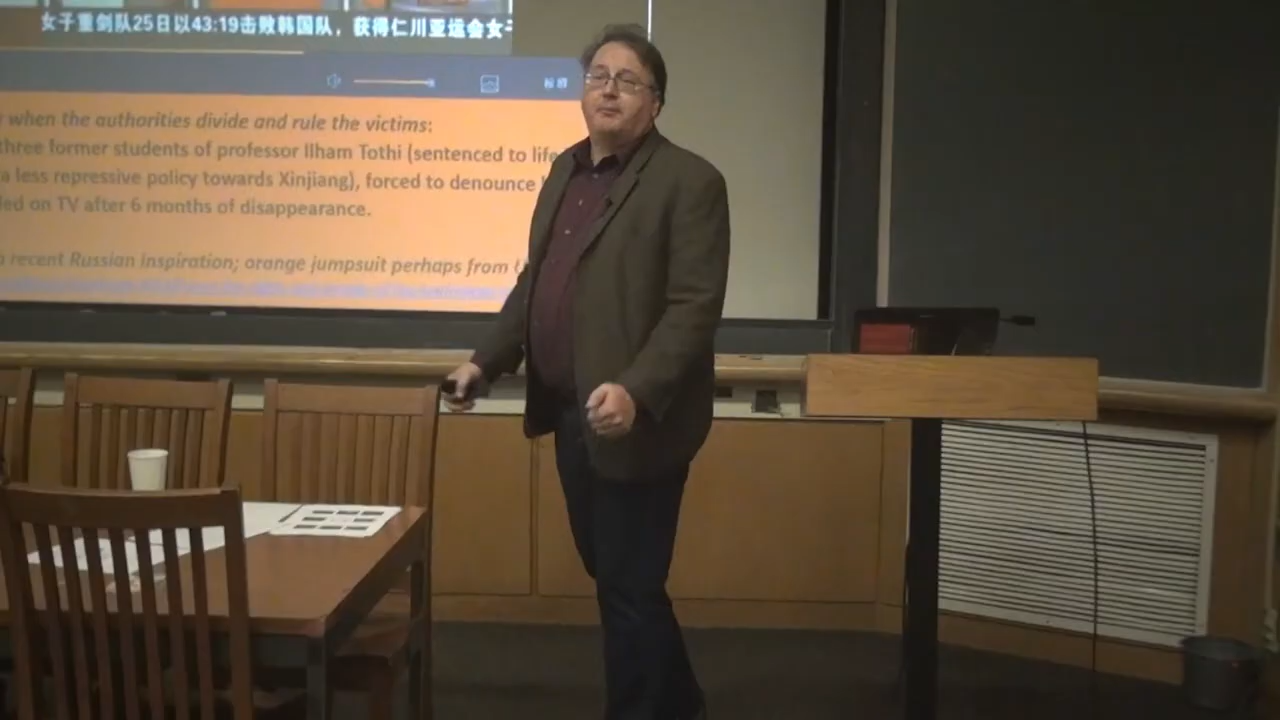 女子重剑队25日以43:19击败韩国队，获得仁川亚运会女子
when the authorities divide and rule the victims:
three former students of professor Ilham Tothi (sentenced to life
a less repressive policy towards Xinjiang), forced to denounce
led on TV after 6 months of disappearance.
recent Russian inspiration; orange jumpsuit perhaps from